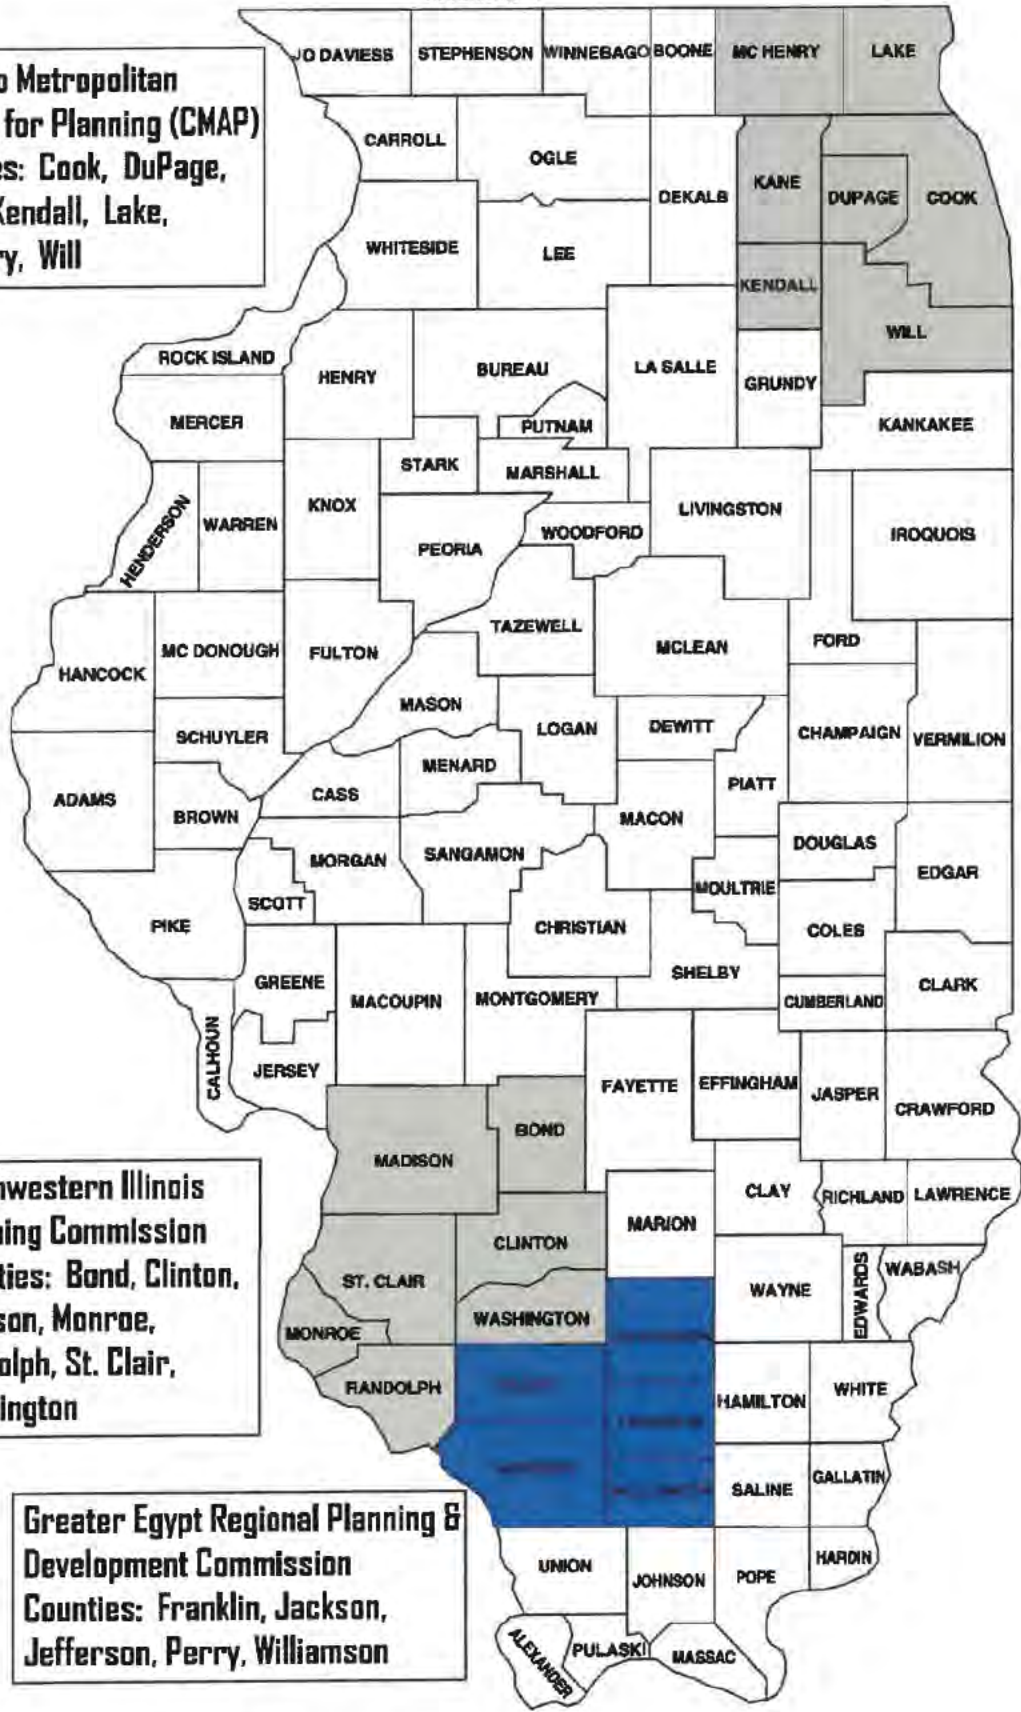 JO DAVIESS
STEPHENSON
WINNEBAGO
BOONE
MC HENRY
LAKE
Metropolitan
for Planning (CMAP)
Cook, DuPage,
Kendall, Lake,
Will
CARROLL
OGLE
DEKALB
KANE
DUPAGE
COOK
WHITESIDE
LEE
KENDALL
WILL
ROCK ISLAND
HENRY
BUREAU
LA SALLE
GRUNDY
MERCER
PUTNAM
KANKAKEE
STARK
MARSHALL
HENDERSON
WARREN
KNOX
PEORIA
WOODFORD
LIVINGSTON
IROQUOIS
HANCOCK
MC DONOUGH
FULTON
TAZEWELL
MCLEAN
FORD
MASON
SCHUYLER
LOGAN
DEWITT
CHAMPAIGN
VERMILION
MENARD
ADAMS
BROWN
CASS
MACON
PIATT
MORGAN
SANGAMON
DOUGLAS
EDGAR
SCOTT
MOULTRIE
PIKE
CHRISTIAN
COLES
GREENE
MACOUPIN
MONTGOMERY
SHELBY
CUMBERLAND
CLARK
CALHOUN
JERSEY
FAYETTE
EFFINGHAM
JASPER
CRAWFORD
MADISON
BOND
CLAY
RICHLAND
LAWRENCE
hwestern Illinois
ning Commission
ties: Bond, Clinton,
son, Monroe,
olph, St. Clair,
ington
MARION
CLINTON
ST. CLAIR
WAYNE
EDWARDS
WABASH
MONROE
WASHINGTON
RANDOLPH
HAMILTON
WHITE
SALINE
GALLATIN
Greater Egypt Regional Planning &
Development Commission
Counties: Franklin, Jackson,
Jefferson, Perry, Williamson
UNION
JOHNSON
POPE
HARDIN
ALEXANDER
PULASKI
MASSAC